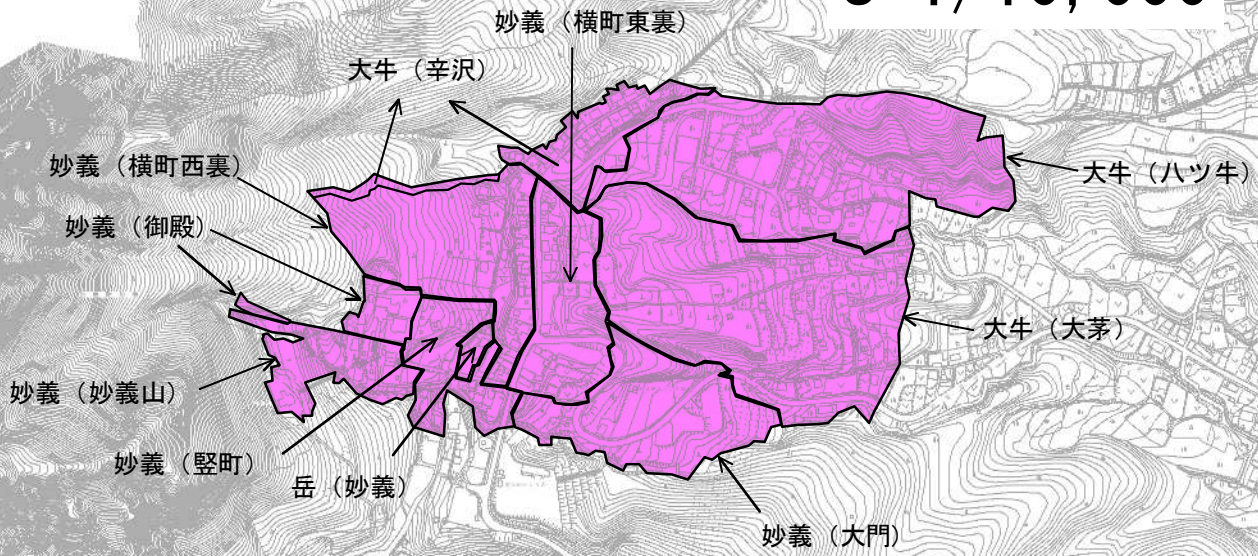 妙義（横町東裏）
大牛（辛沢）
妙義（横町西裏）
大牛（八ツ牛）
妙義（御殿）
大牛（大茅）
妙義（妙義山）
妙義（竪町）
岳（妙義）
妙義（大門）